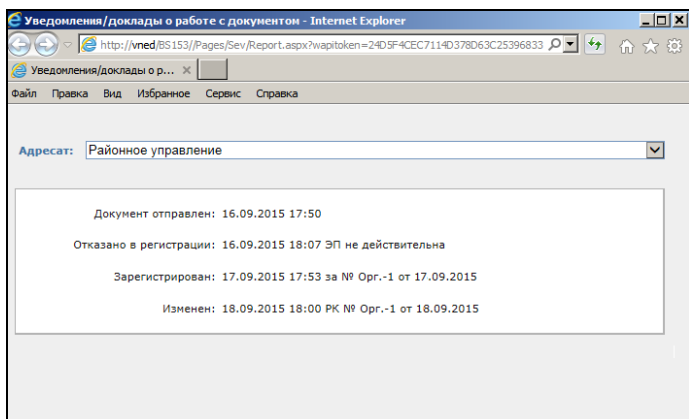 Уведомления/доклады о работе с документом - Internet Explorer
http://vned/BS153//Pages/Sev/Report.aspx?wapitoken=24D5F4CEC7114D378D63C25396833
Уведомления/доклады о р...
Файл Правка Вид Избранное Сервис Справка
Адресат: Районное управление
Документ отправлен: 16.09.2015 17:50
Отказано в регистрации: 16.09.2015 18:07 ЭП не действительна
Зарегистрирован: 17.09.2015 17:53 за № Орг.-1 от 17.09.2015
Изменен: 18.09.2015 18:00 РК № Орг.-1 от 18.09.2015